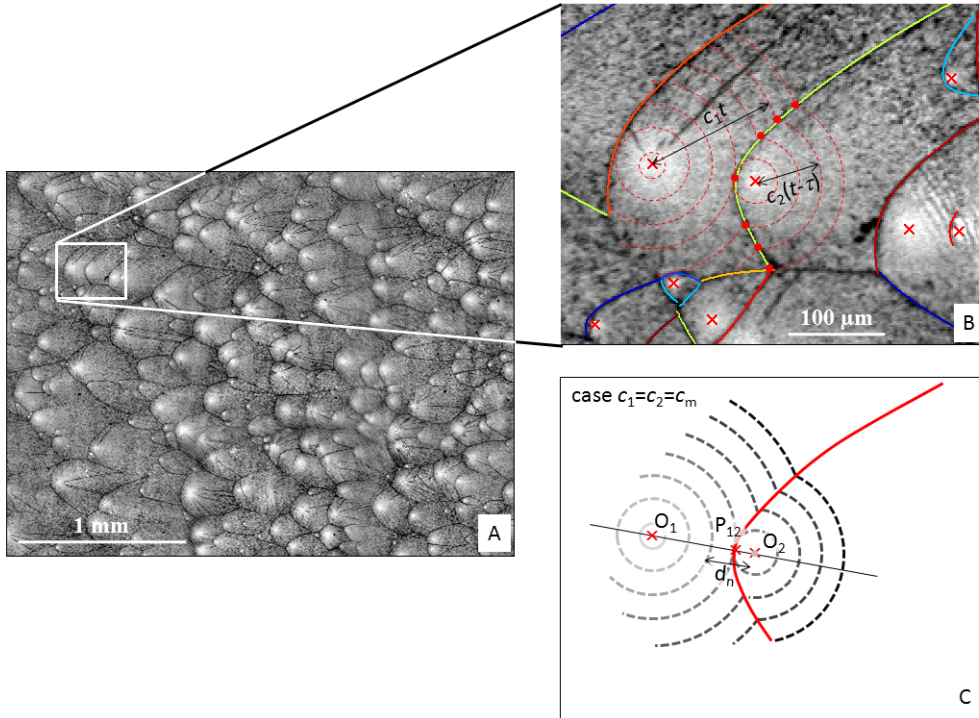 1 mm
A
c₁t
c₂(t-τ)
100 μm
B
case c₁=c₂=cₘ
O₁
P₁₂
O₂
dₙ
C